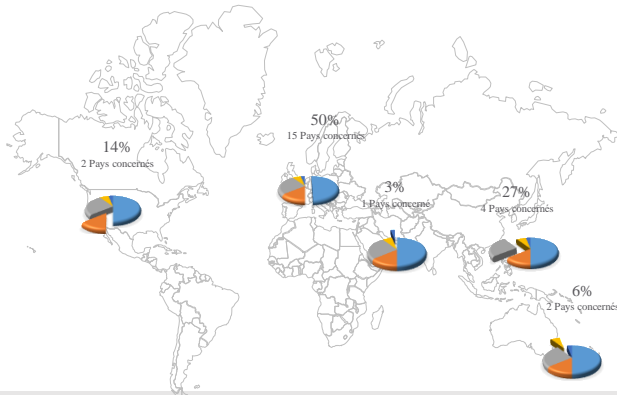 50%
15 Pays concernés
14%
2 Pays concernés
3%
1 Pays concerné
27%
4 Pays concernés
6%
2 Pays concernés